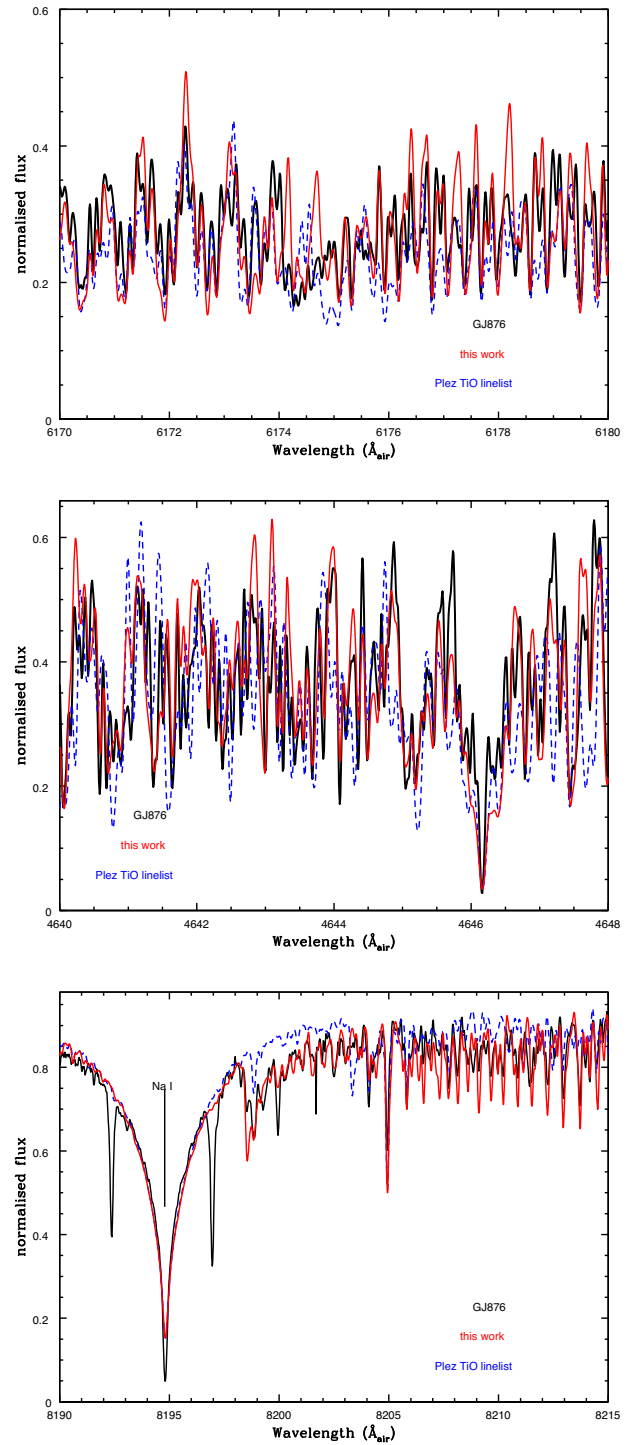 0.6
0.4
normalised flux
0.2
GJ876
this work
Plez TiO linelist
0
6170
6172
6174
6176
6178
6180
Wavelength (Å_air)
0.6
0.4
normalised flux
0.2
GJ876
this work
Plez TiO linelist
0
4640
4642
4644
4646
4648
Wavelength (Å_air)
0.8
Na I
0.6
normalised flux
0.4
0.2
GJ876
this work
Plez TiO linelist
0
8190
8195
8200
8205
8210
8215
Wavelength (Å_air)